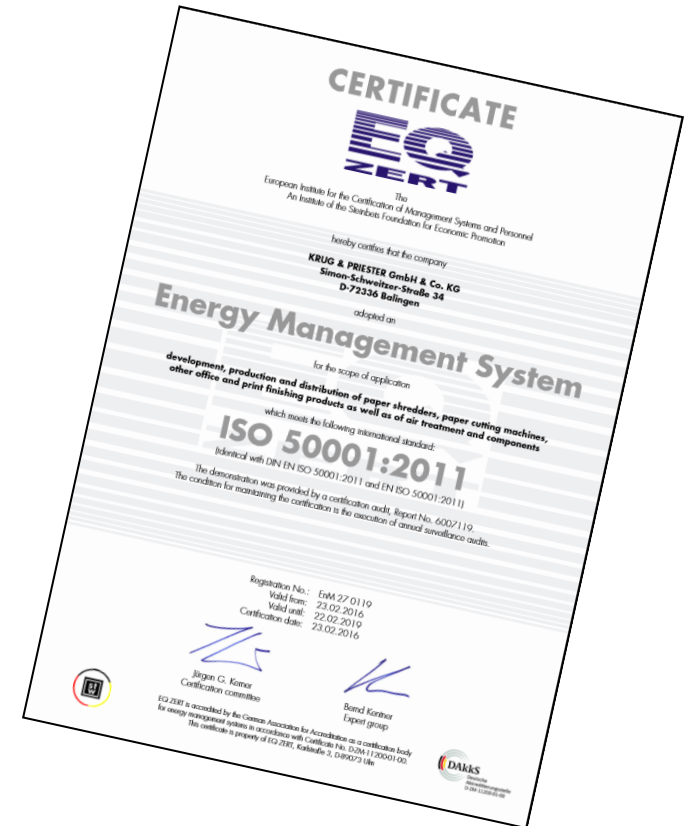 CERTIFICATE
EQ
ZERT
The
European Institute for the Certification of Management Systems and Personnel
An Institute of the Steinbeis Foundation for Economic Promotion
hereby certifies that the company
KRUG & PRIESTER GmbH & Co. KG
Simon-Schweitzer-Straße 34
D-72336 Balingen
adopted an
Energy Management System
for the scope of application
development, production and distribution of paper shredders, paper cutting machines,
other office and print finishing products as well as of air treatment and components
which meets the following international standard:
ISO 50001:2011
(Identical with DIN EN ISO 50001:2011 and EN ISO 50001:2011)
The demonstration was provided by a certification audit, Report No. 6007119.
The condition for maintaining the certification is the execution of annual surveillance audits.
Registration No.: EnM 27 0119
Valid from: 23.02.2016
Valid until: 22.02.2019
Certification date: 23.02.2016
Jürgen G. Kerner
Certification committee
Bernd Kentner
Expert group
EQ ZERT is accredited by the German Association for Accreditation as a certification body
for energy management systems in accordance with Certificate No. D-ZM-11200-01-00.
This certificate is property of EQ ZERT, Karlstraße 3, D-89073 Ulm
DAkkS
Deutsche
Akkreditierungsstelle
D-ZM-11200-01-00